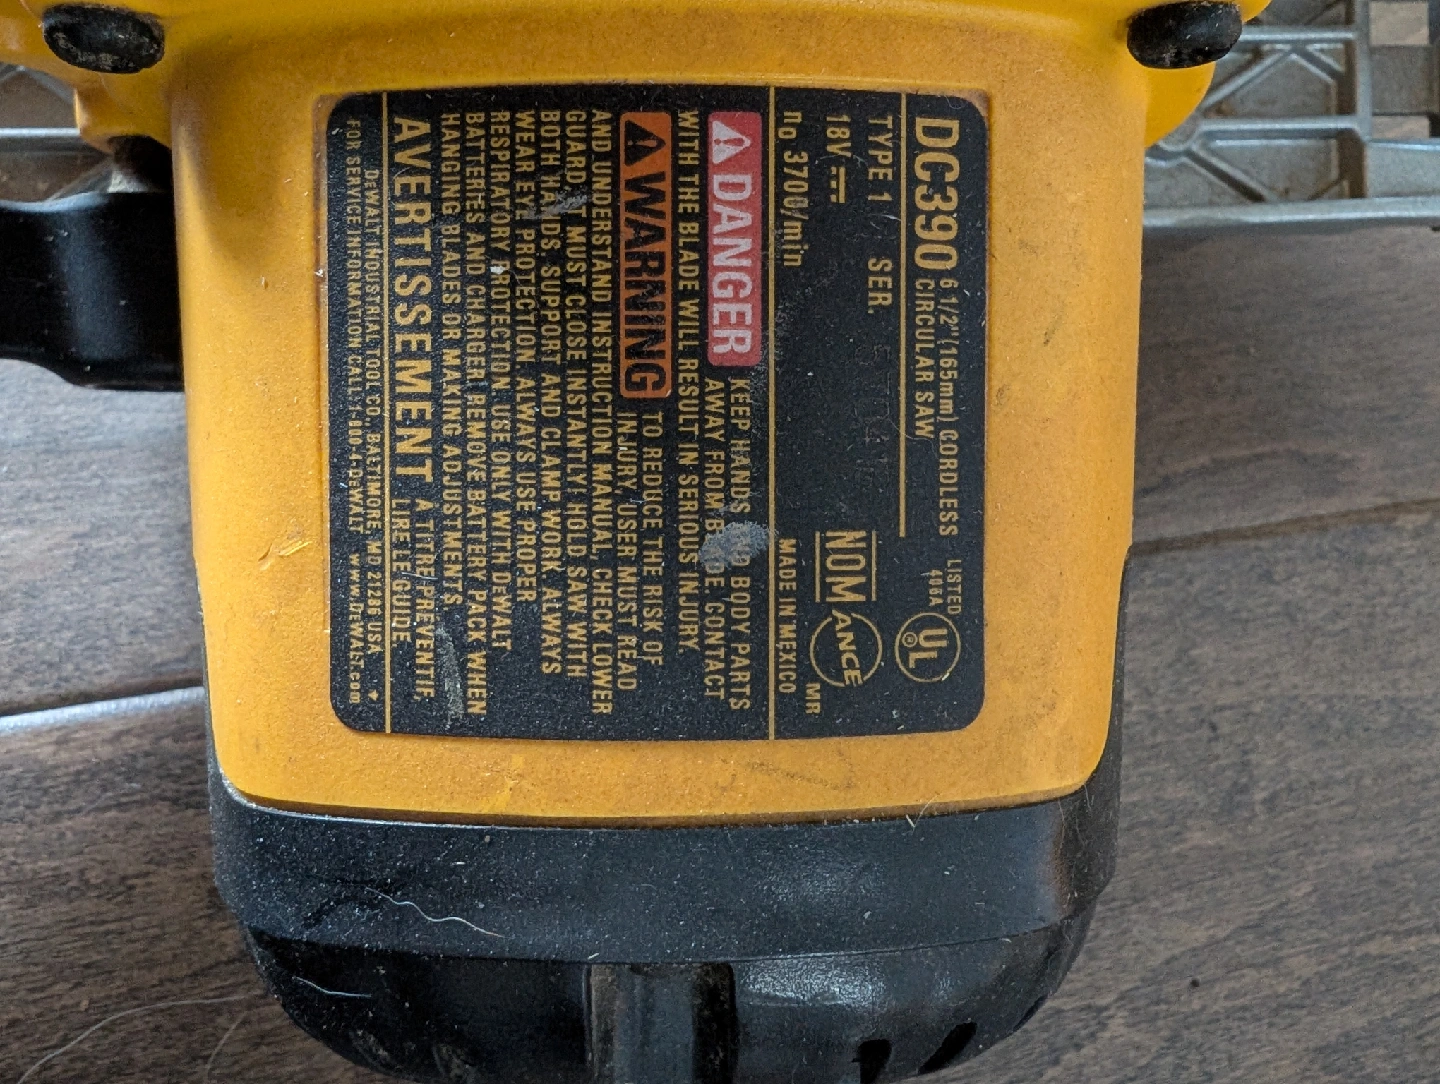 DC390 6 1/2" (165mm) CORDLESS
CIRCULAR SAW
LISTED
406A
UL
®
TYPE 1 SER.
18V
NOM
ANCE
MR
n₀ 3700/min
MADE IN MEXICO
DANGER KEEP HANDS BODY PARTS
AWAY FROM CONTACT
WITH THE BLADE WILL RESULT IN SERIOUS INJURY.
WARNING TO REDUCE THE RISK OF
INJURY, USER MUST READ
AND UNDERSTAND INSTRUCTION MANUAL, CHECK LOWER
GUARD. IT MUST CLOSE INSTANTLY! HOLD SAW WITH
BOTH HANDS. SUPPORT AND CLAMP WORK. ALWAYS
WEAR EYE PROTECTION. ALWAYS USE PROPER
RESPIRATORY PROTECTION. USE ONLY WITH DEWALT
BATTERIES AND CHARGER. REMOVE BATTERY PACK WHEN
HANGING BLADES OR MAKING ADJUSTMENTS.
AVERTISSEMENT À TITRE PRÉVENTIF,
LIRE LE GUIDE
DEWALT INDUSTRIAL TOOL CO., BALTIMORE, MD 21286 USA
FOR SERVICE INFORMATION CALL: 1-800-4-DEWALT www.DEWALT.com